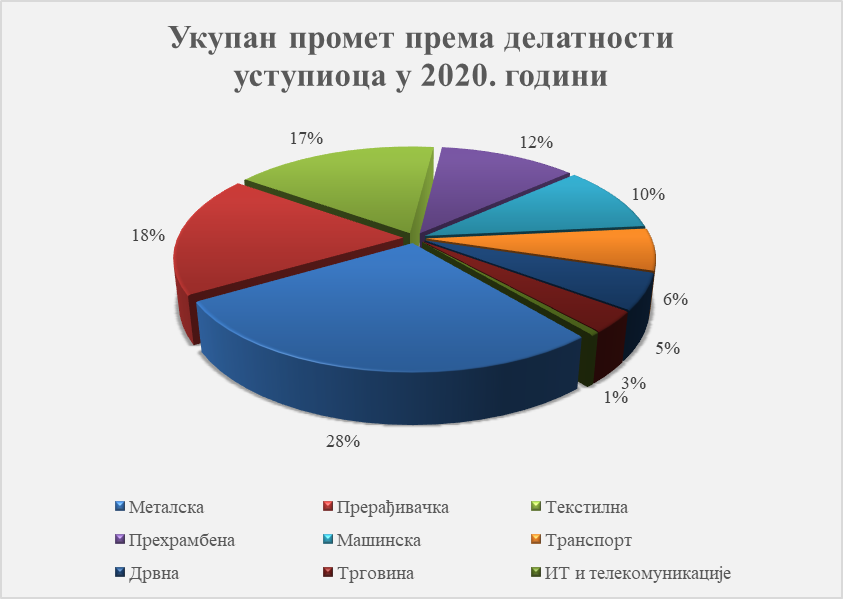 Укупан промет према делатности
уступиоца у 2020. години
17%
12%
10%
18%
6%
5%
3%
1%
28%
Металска
Прерађивачка
Текстилна
Прехрамбена
Машинска
Транспорт
Дрвна
Трговина
ИТ и телекомуникације